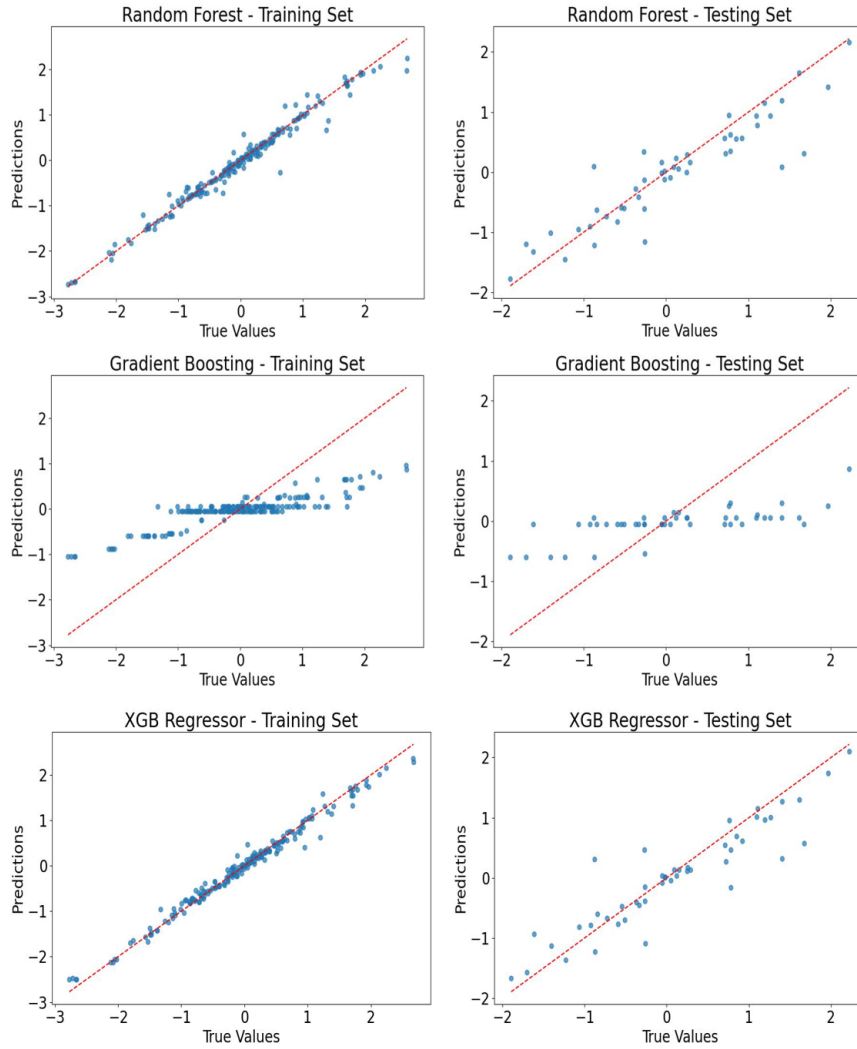 Random Forest - Training Set
Predictions
2
1
0
−1
−2
−3
−3 −2 −1 0 1 2
True Values
Random Forest - Testing Set
Predictions
2
1
0
−1
−2
−2 −1 0 1 2
True Values
Gradient Boosting - Training Set
Predictions
2
1
0
−1
−2
−3
−3 −2 −1 0 1 2
True Values
Gradient Boosting - Testing Set
Predictions
2
1
0
−1
−2
−2 −1 0 1 2
True Values
XGB Regressor - Training Set
Predictions
2
1
0
−1
−2
−3
−3 −2 −1 0 1 2
True Values
XGB Regressor - Testing Set
Predictions
2
1
0
−1
−2
−2 −1 0 1 2
True Values